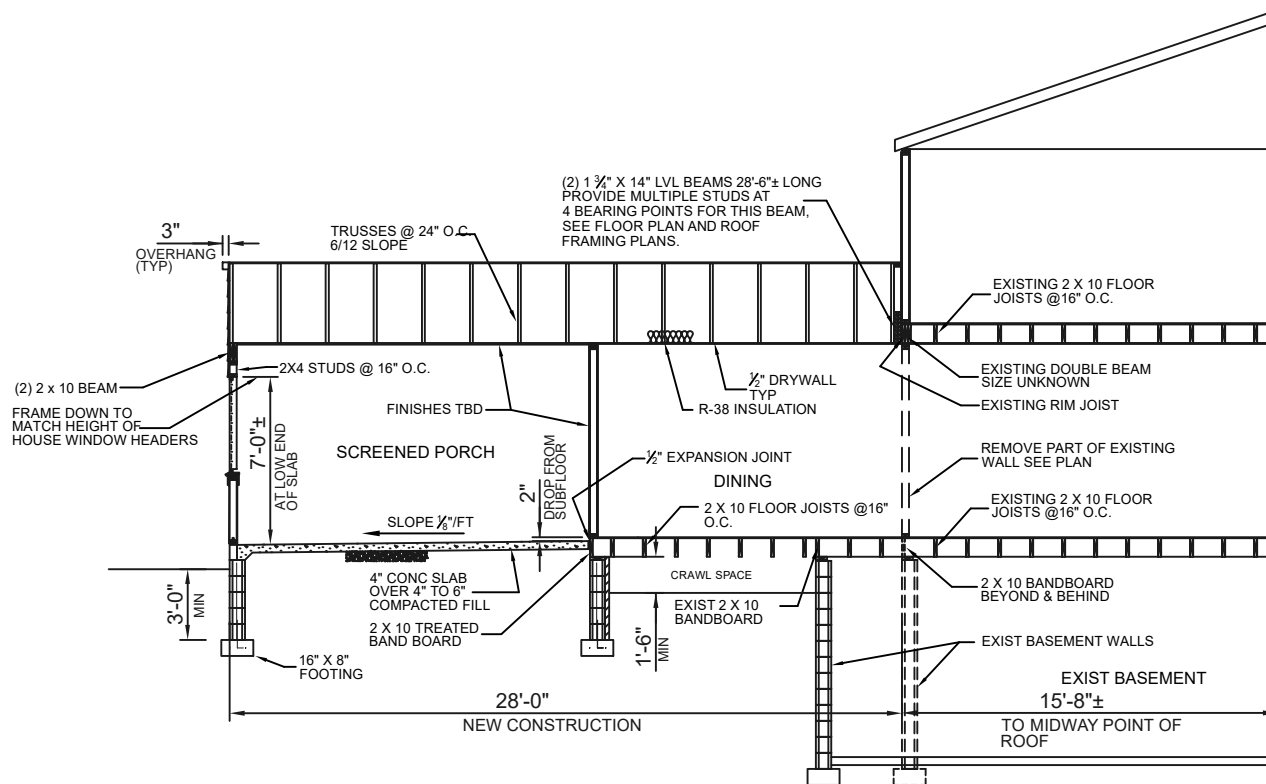 (2) 1 ¾" X 14" LVL BEAMS 28'-6"± LONG
PROVIDE MULTIPLE STUDS AT
4 BEARING POINTS FOR THIS BEAM,
SEE FLOOR PLAN AND ROOF
FRAMING PLANS.
3"
OVERHANG
(TYP)
TRUSSES @ 24" O.C.
6/12 SLOPE
EXISTING 2 X 10 FLOOR
JOISTS @16" O.C.
(2) 2 x 10 BEAM
2X4 STUDS @ 16" O.C.
FRAME DOWN TO
MATCH HEIGHT OF
HOUSE WINDOW HEADERS
FINISHES TBD
½" DRYWALL
TYP
R-38 INSULATION
EXISTING DOUBLE BEAM
SIZE UNKNOWN
EXISTING RIM JOIST
7'-0"±
AT LOW END
OF SLAB
SCREENED PORCH
2"
DROP FROM
SUBFLOOR
½" EXPANSION JOINT
DINING
REMOVE PART OF EXISTING
WALL SEE PLAN
2 X 10 FLOOR JOISTS @16"
O.C.
EXISTING 2 X 10 FLOOR
JOISTS @16" O.C.
SLOPE ⅛"/FT
4" CONC SLAB
OVER 4" TO 6"
COMPACTED FILL
CRAWL SPACE
2 X 10 BANDBOARD
BEYOND & BEHIND
3'-0"
MIN
2 X 10 TREATED
BAND BOARD
1'-6"
MIN
EXIST 2 X 10
BANDBOARD
EXIST BASEMENT WALLS
16" X 8"
FOOTING
EXIST BASEMENT
28'-0"
NEW CONSTRUCTION
15'-8"±
TO MIDWAY POINT OF
ROOF